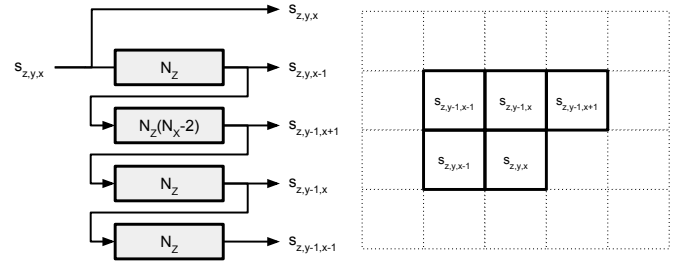 s_{z,y,x}
s_{z,y,x}
N_Z
s_{z,y,x-1}
N_Z(N_X-2)
s_{z,y-1,x+1}
N_Z
s_{z,y-1,x}
N_Z
s_{z,y-1,x-1}
s_{z,y-1,x-1} s_{z,y-1,x} s_{z,y-1,x+1}
s_{z,y,x-1} s_{z,y,x}